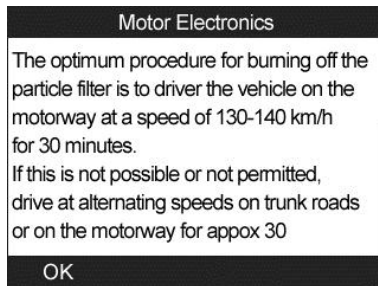 Motor Electronics
The optimum procedure for burning off the
particle filter is to driver the vehicle on the
motorway at a speed of 130-140 km/h
for 30 minutes.
If this is not possible or not permitted,
drive at alternating speeds on trunk roads
or on the motorway for appox 30
OK